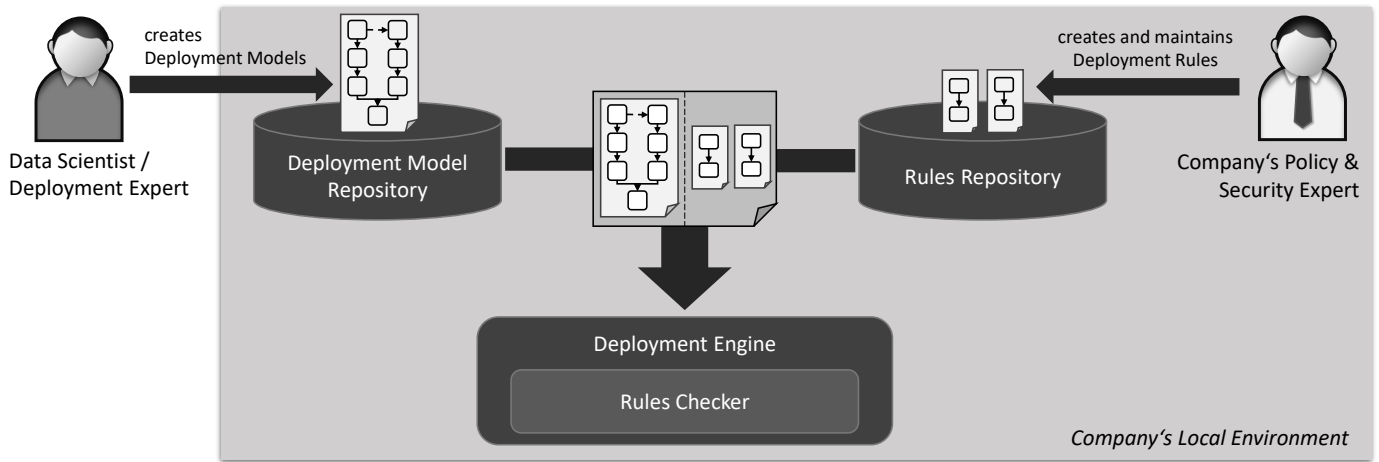 creates
Deployment Models
creates and maintains
Deployment Rules
Data Scientist /
Deployment Expert
Deployment Model
Repository
Rules Repository
Company‘s Policy &
Security Expert
Deployment Engine
Rules Checker
Company‘s Local Environment